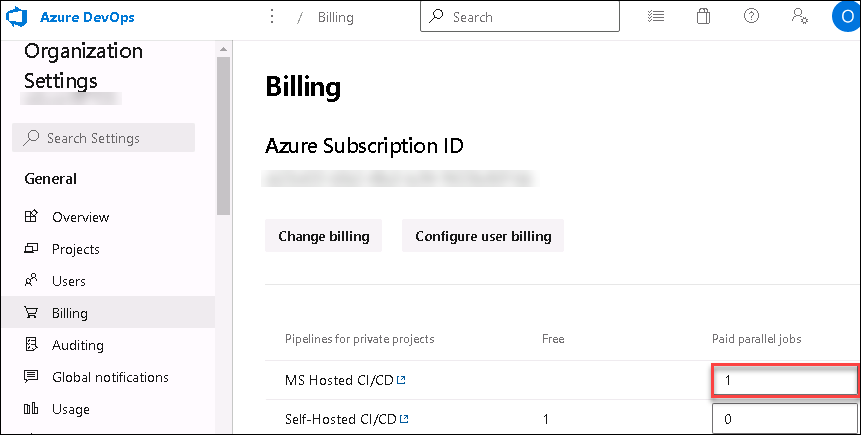 Azure DevOps
⋮ / Billing
Search
O
Organization
Settings
Search Settings
General
Overview
Projects
Users
Billing
Auditing
Global notifications
Usage
Billing
Azure Subscription ID
Change billing
Configure user billing
Pipelines for private projects Free Paid parallel jobs
MS Hosted CI/CD 1
Self-Hosted CI/CD 1 0